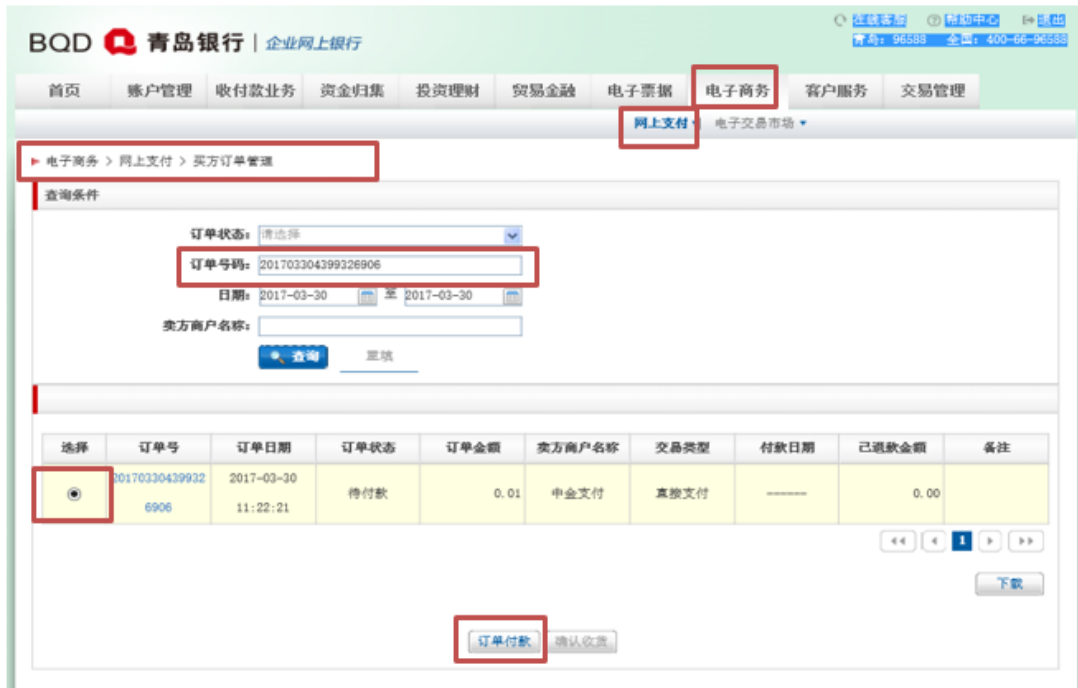 在线客服 帮助中心 退出
青岛：96588 全国：400-66-96588
BQD 青岛银行 | 企业网上银行
首页 账户管理 收付款业务 资金归集 投资理财 贸易金融 电子票据 电子商务 客户服务 交易管理
网上支付 电子交易市场
电子商务 > 网上支付 > 买方订单管理
查询条件
订单状态： 请选择
订单号码： 201703304399326906
日期： 2017-03-30 至 2017-03-30
卖方商户名称：
查询 重填
选择 订单号 订单日期 订单状态 订单金额 卖方商户名称 交易类型 付款日期 已退款金额 备注
20170330439932 2017-03-30
待付款 0.01 中金支付 直接支付 ------ 0.00
6906 11:22:21
1
下载
订单付款 确认收货